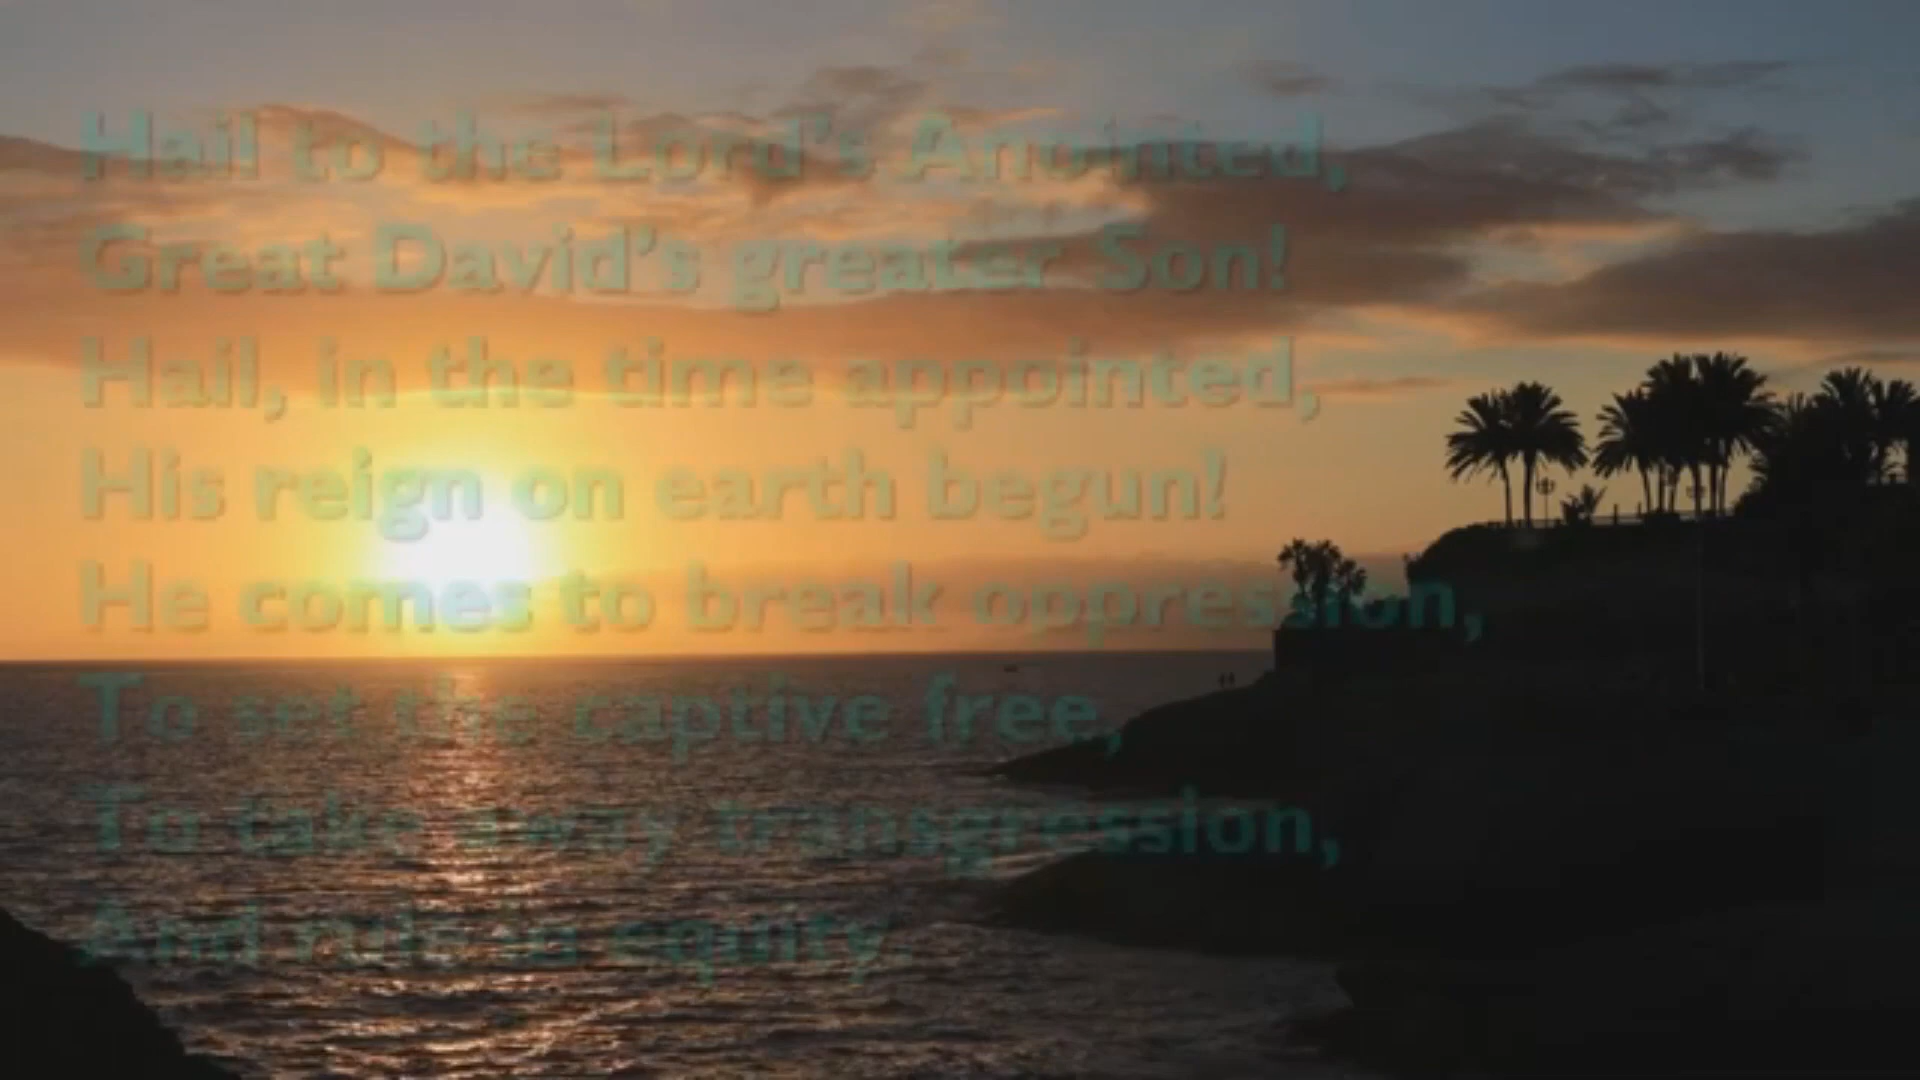 Hail to the Lord's Anointed,
Great David's greater Son!
Hail, in the time appointed,
His reign on earth begun!
He comes to break oppression,
To set the captive free,
To take away transgression,
And rule in equity.